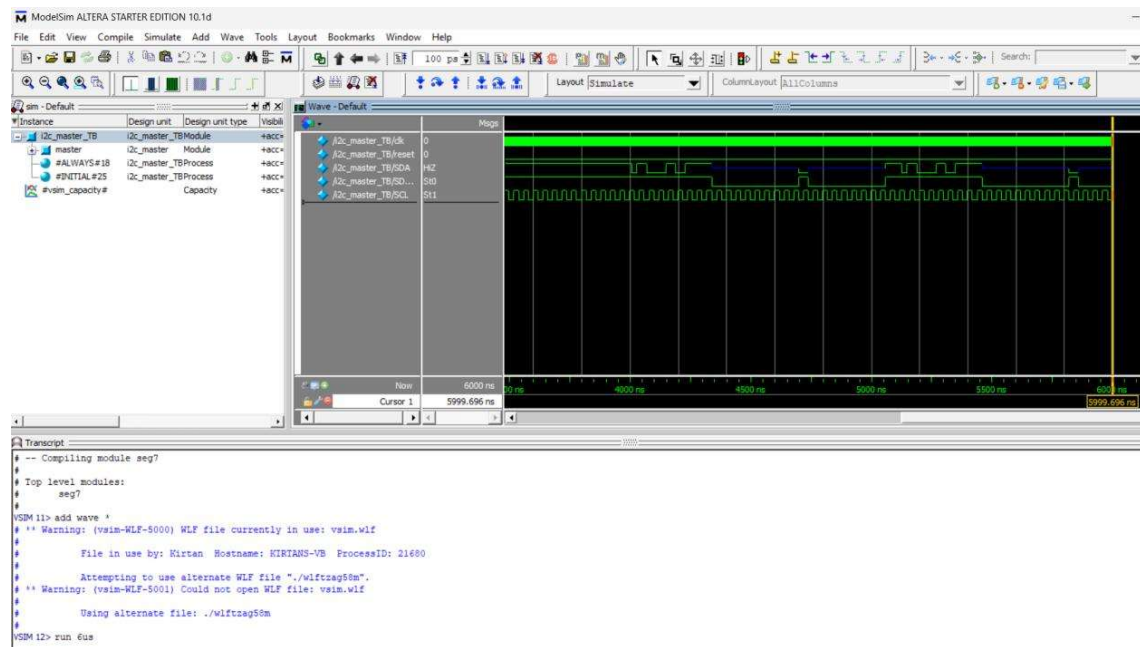 ModelSim ALTERA STARTER EDITION 10.1d
File Edit View Compile Simulate Add Wave Tools Layout Bookmarks Window Help
100 ps
Search:
Layout Simulate
ColumnLayout AllColumns
sim - Default
Instance Design unit Design unit type Visibili
i2c_master_TB i2c_master_TB Module +acc=
master i2c_master Module +acc=
#ALWAYS#18 i2c_master_TB Process +acc=
#INITIAL#25 i2c_master_TB Process +acc=
#vsim_capacity# Capacity +acc=
Wave - Default
Msgs
/i2c_master_TB/clk 0
/i2c_master_TB/reset 0
/i2c_master_TB/SDA HiZ
/i2c_master_TB/SD... St0
/i2c_master_TB/SCL St1
Now 6000 ns
Cursor 1 5999.696 ns
00 ns 4000 ns 4500 ns 5000 ns 5500 ns 600 ns
5999.696 ns
Transcript
# -- Compiling module seg7
#
# Top level modules:
# seg7
#
VSIM 11> add wave *
# ** Warning: (vsim-WLF-5000) WLF file currently in use: vsim.wlf
#
# File in use by: Kirtan Hostname: KIRTANS-VB ProcessID: 21680
#
# Attempting to use alternate WLF file "./wlftzag58m".
# ** Warning: (vsim-WLF-5001) Could not open WLF file: vsim.wlf
#
# Using alternate file: ./wlftzag58m
#
VSIM 12> run 6us